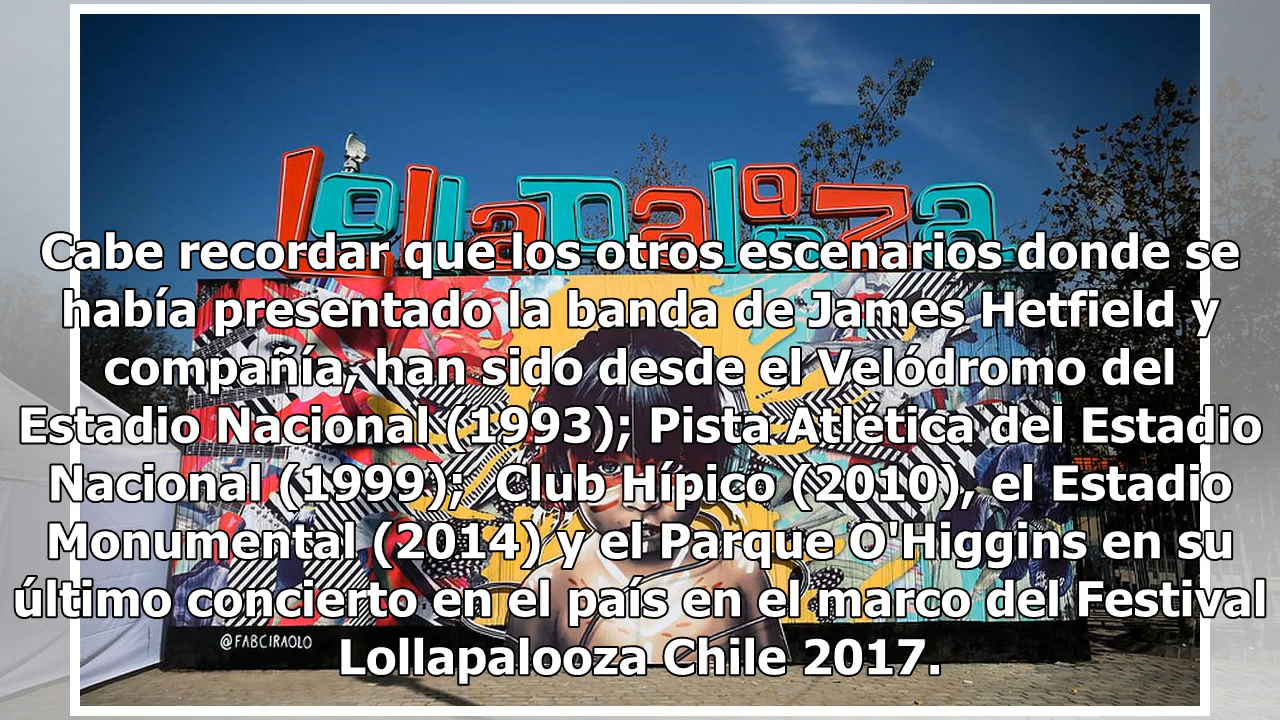 Lollapalooza
Cabe recordar que los otros escenarios donde se
había presentado la banda de James Hetfield y
compañía, han sido desde el Velódromo del
Estadio Nacional (1993); Pista Atlética del Estadio
Nacional (1999);  Club Hípico (2010), el Estadio
Monumental (2014) y el Parque O'Higgins en su
último concierto en el país en el marco del Festival
@FABCIRAOLO
Lollapalooza Chile 2017.